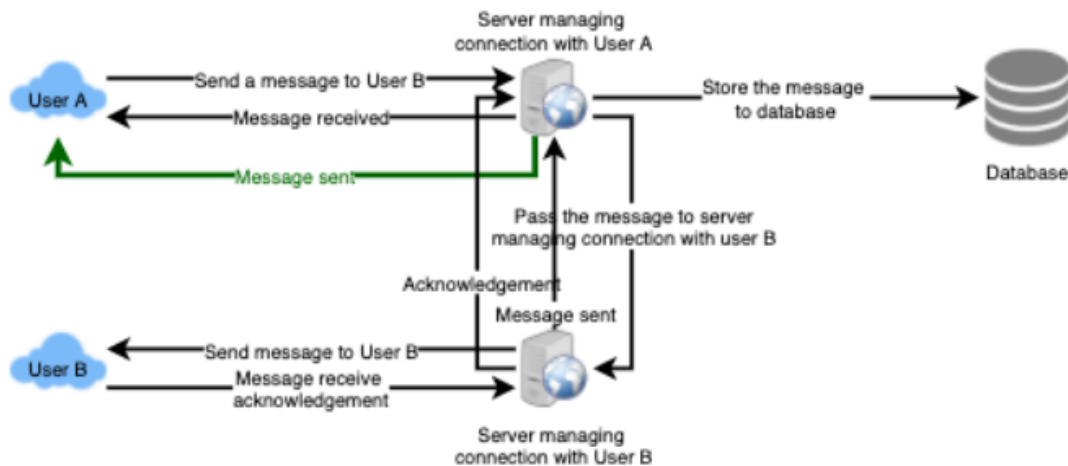 Server managing
connection with User A
Send a message to User B
User A
Message received
Store the message
to database
Message sent
Database
Pass the message to server
managing connection with user B
Acknowledgement
Message sent
Send message to User B
User B
Message receive
acknowledgement
Server managing
connection with User B